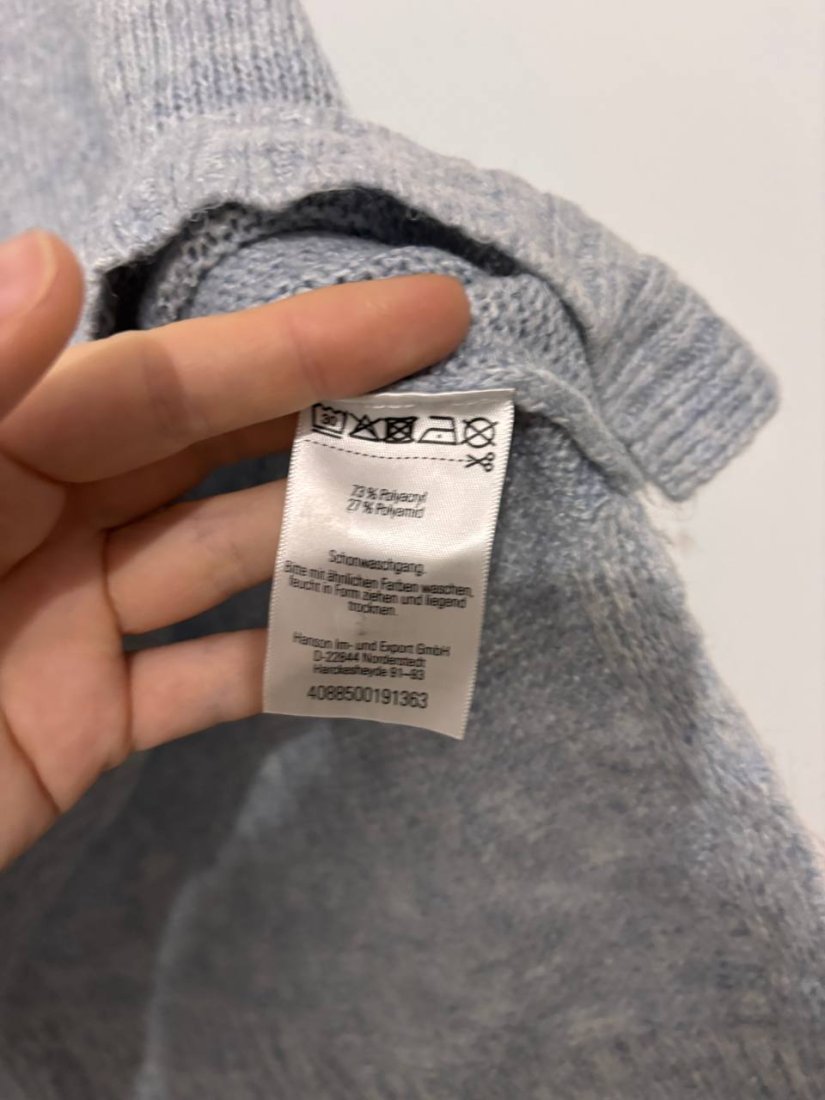 30
73 % Polyacryl
27 % Polyamid
Schonwaschgang.
Bitte mit ähnlichen Farben waschen,
feucht in Form ziehen und liegend
trocknen.
Hanson Im- und Export GmbH
D-22844 Norderstedt
Harckesheyde 91-93
4088500191363